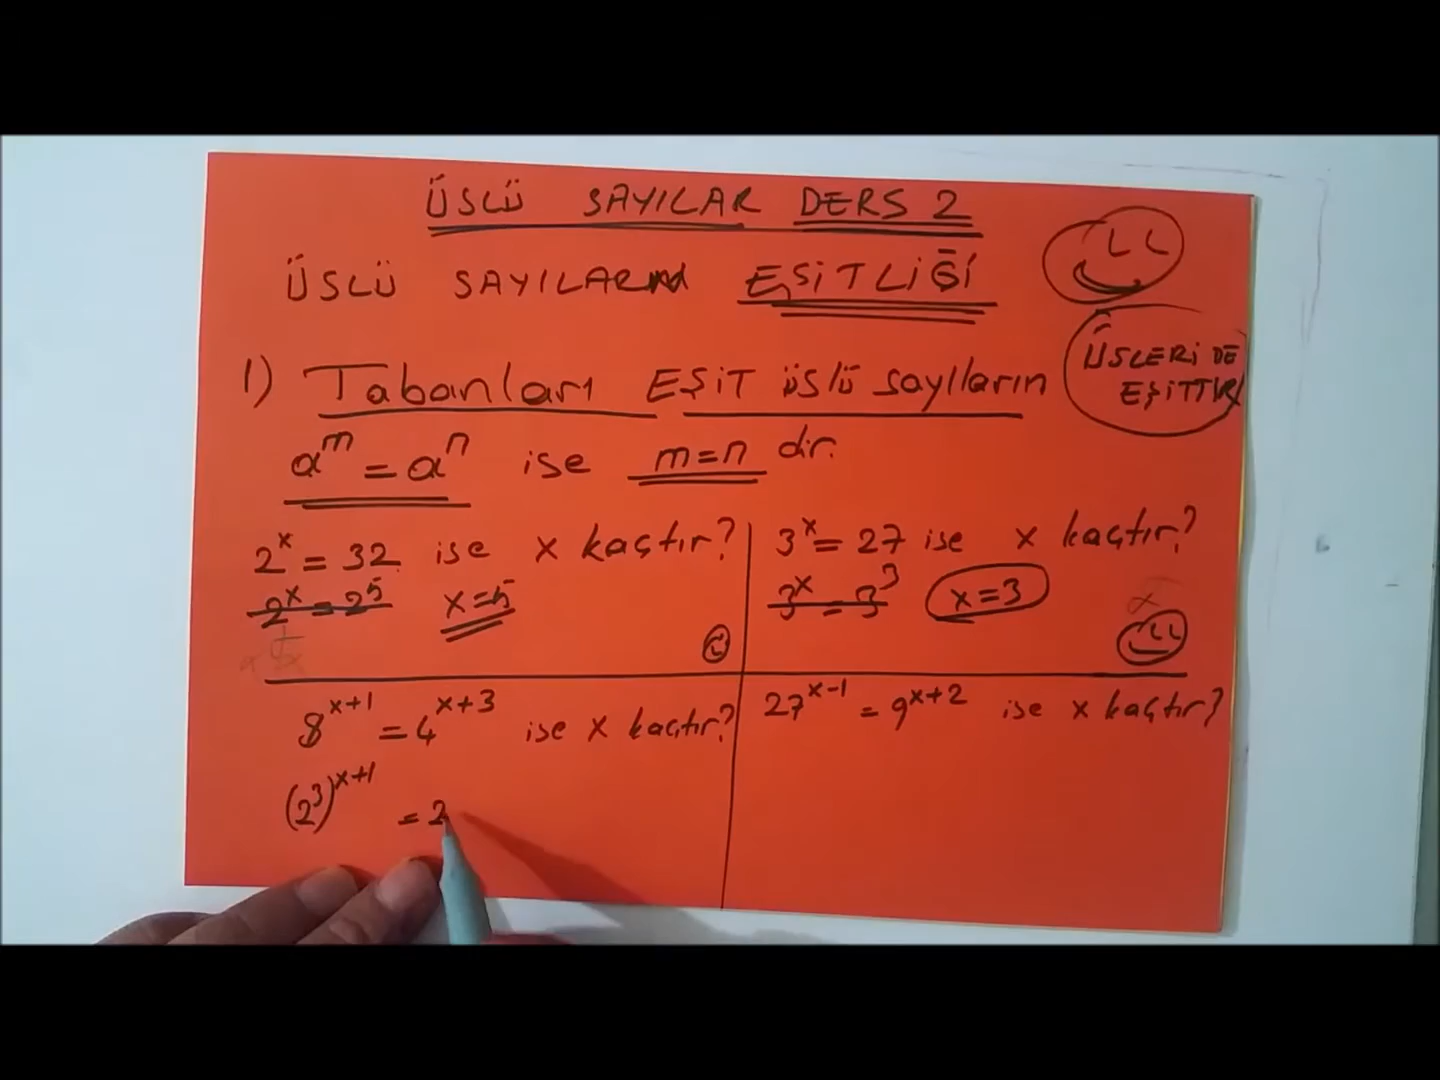 ÜSLÜ SAYILAR DERS 2
ÜSLÜ SAYILARIN EŞİTLİĞİ
1) Tabanları EŞİT üslü sayıların
ÜSLERİ DE
EŞİTTİR
a^m = a^n ise m=n dir.
2^x = 32 ise x kaçtır?
2^x = 2^5 x=5
3^x = 27 ise x kaçtır?
3^x = 3^3 x=3
8^x+1 = 4^x+3 ise x kaçtır?
(2^3)^x+1 = 2
27^x-1 = 9^x+2 ise x kaçtır?